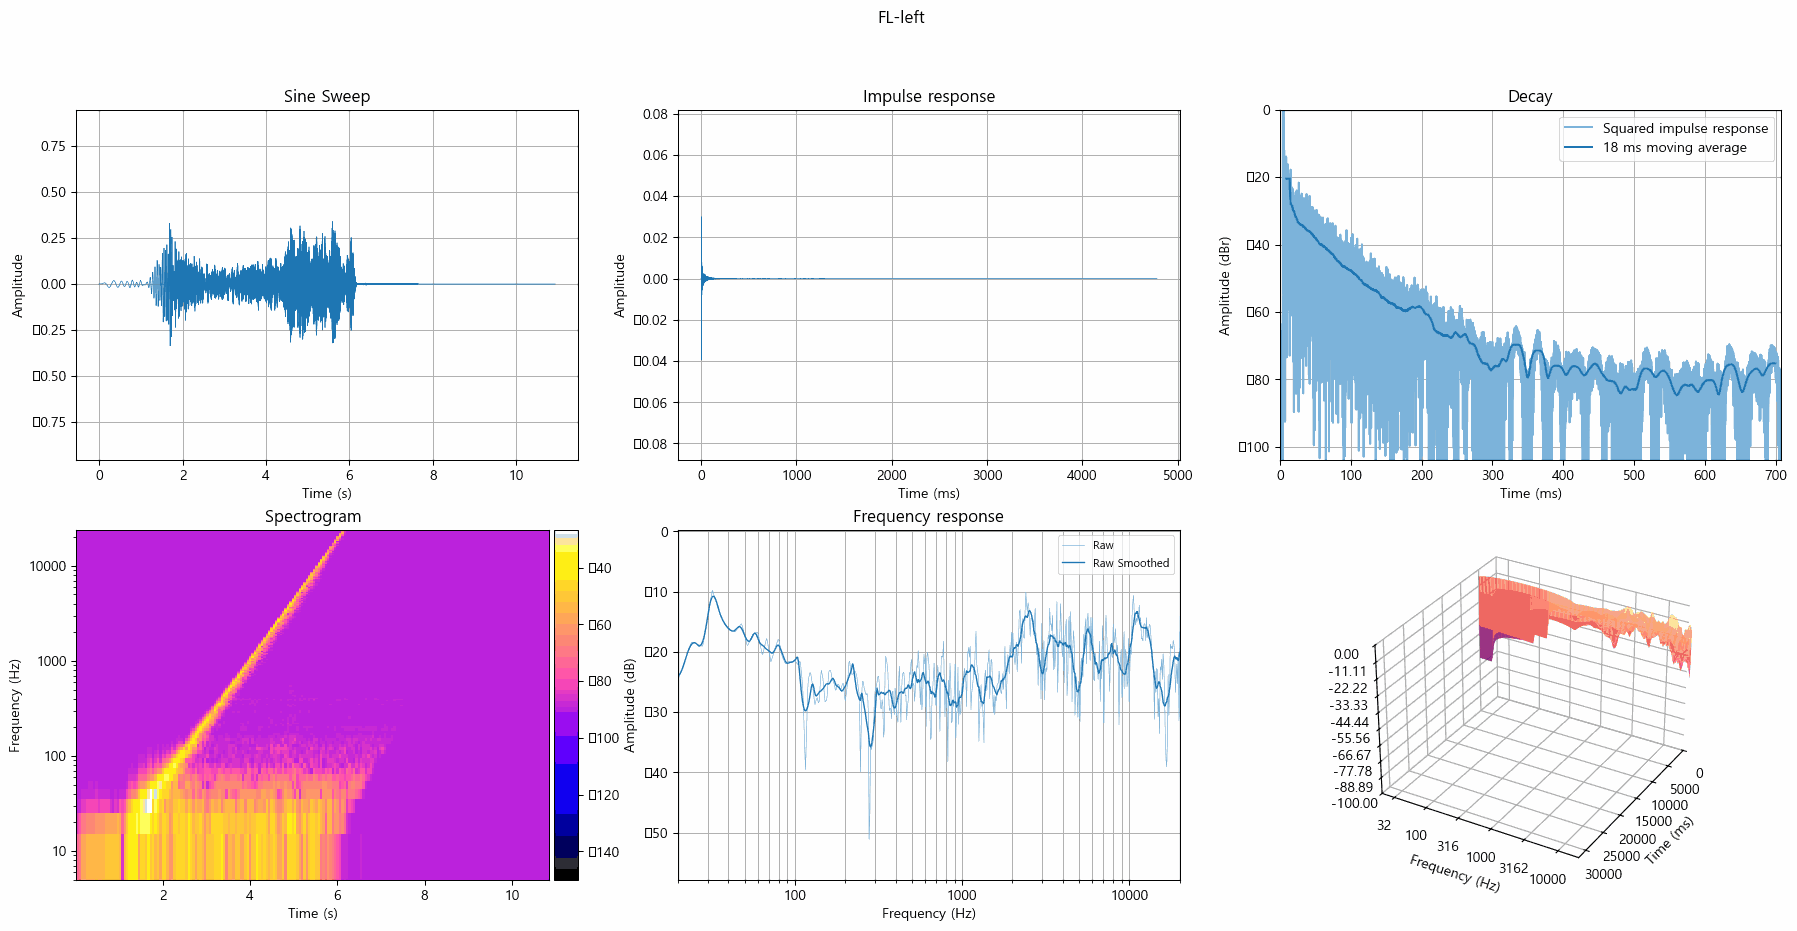 FL-left
Sine Sweep
Amplitude
0.75
0.50
0.25
0.00
▯0.25
▯0.50
▯0.75
0 2 4 6 8 10
Time (s)
Impulse response
Amplitude
0.08
0.06
0.04
0.02
0.00
▯0.02
▯0.04
▯0.06
▯0.08
0 1000 2000 3000 4000 5000
Time (ms)
Decay
Squared impulse response
18 ms moving average
Amplitude (dBr)
0
▯20
▯40
▯60
▯80
▯100
0 100 200 300 400 500 600 700
Time (ms)
Spectrogram
Frequency (Hz)
10000
1000
100
10
2 4 6 8 10
Time (s)
▯40
▯60
▯80
▯100
▯120
▯140
Frequency response
Raw
Raw Smoothed
Amplitude (dB)
0
▯10
▯20
▯30
▯40
▯50
100 1000 10000
Frequency (Hz)
0.00
-11.11
-22.22
-33.33
-44.44
-55.56
-66.67
-77.78
-88.89
-100.00
32 100 316 1000 3162 10000
Frequency (Hz)
0
5000
10000
15000
20000
25000
30000
Time (ms)